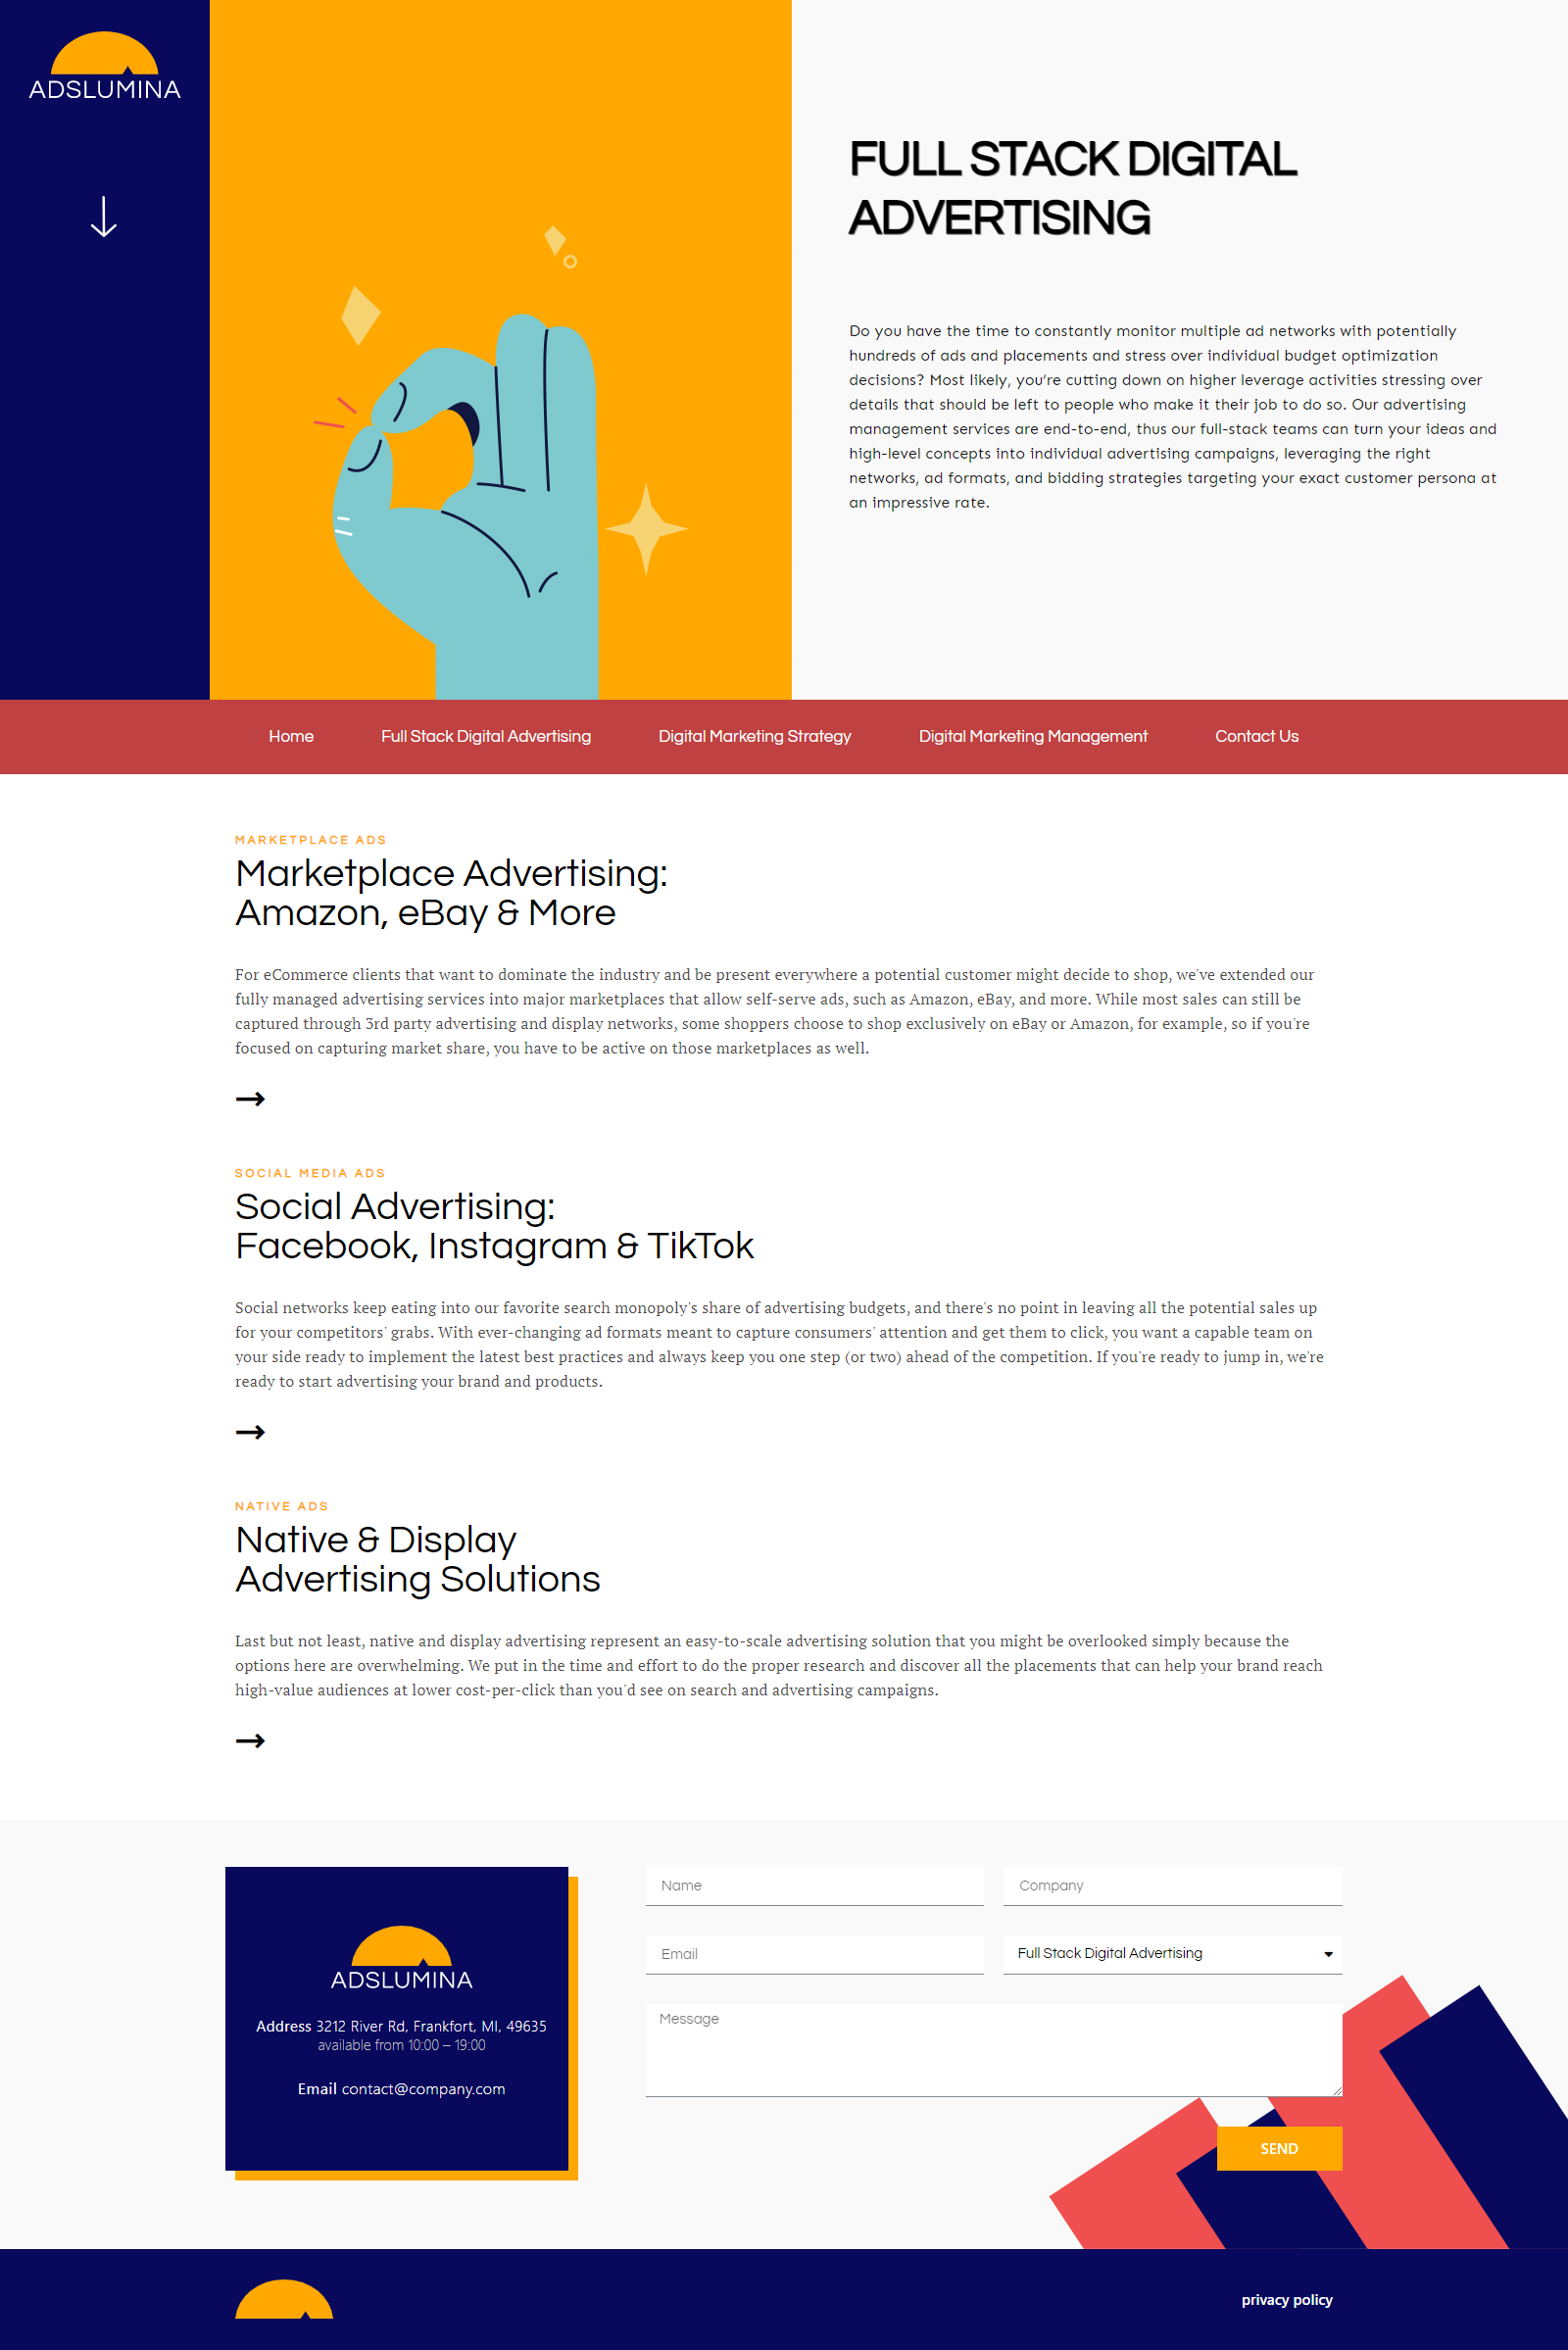 ADSLUMINA
FULL STACK DIGITAL
ADVERTISING
Do you have the time to constantly monitor multiple ad networks with potentially
hundreds of ads and placements and stress over individual budget optimization
decisions? Most likely, you’re cutting down on higher leverage activities stressing over
details that should be left to people who make it their job to do so. Our advertising
management services are end-to-end, thus our full-stack teams can turn your ideas and
high-level concepts into individual advertising campaigns, leveraging the right
networks, ad formats, and bidding strategies targeting your exact customer persona at
an impressive rate.
Home Full Stack Digital Advertising Digital Marketing Strategy Digital Marketing Management Contact Us
MARKETPLACE ADS
Marketplace Advertising:
Amazon, eBay & More
For eCommerce clients that want to dominate the industry and be present everywhere a potential customer might decide to shop, we've extended our
fully managed advertising services into major marketplaces that allow self-serve ads, such as Amazon, eBay, and more. While most sales can still be
captured through 3rd party advertising and display networks, some shoppers choose to shop exclusively on eBay or Amazon, for example, so if you're
focused on capturing market share, you have to be active on those marketplaces as well.
SOCIAL MEDIA ADS
Social Advertising:
Facebook, Instagram & TikTok
Social networks keep eating into our favorite search monopoly's share of advertising budgets, and there's no point in leaving all the potential sales up
for your competitors' grabs. With ever-changing ad formats meant to capture consumers' attention and get them to click, you want a capable team on
your side ready to implement the latest best practices and always keep you one step (or two) ahead of the competition. If you're ready to jump in, we're
ready to start advertising your brand and products.
NATIVE ADS
Native & Display
Advertising Solutions
Last but not least, native and display advertising represent an easy-to-scale advertising solution that you might be overlooked simply because the
options here are overwhelming. We put in the time and effort to do the proper research and discover all the placements that can help your brand reach
high-value audiences at lower cost-per-click than you'd see on search and advertising campaigns.
ADSLUMINA
Address 3212 River Rd, Frankfort, MI, 49635
available from 10:00 – 19:00
Email contact@company.com
Name Company
Email Full Stack Digital Advertising
Message
SEND
privacy policy